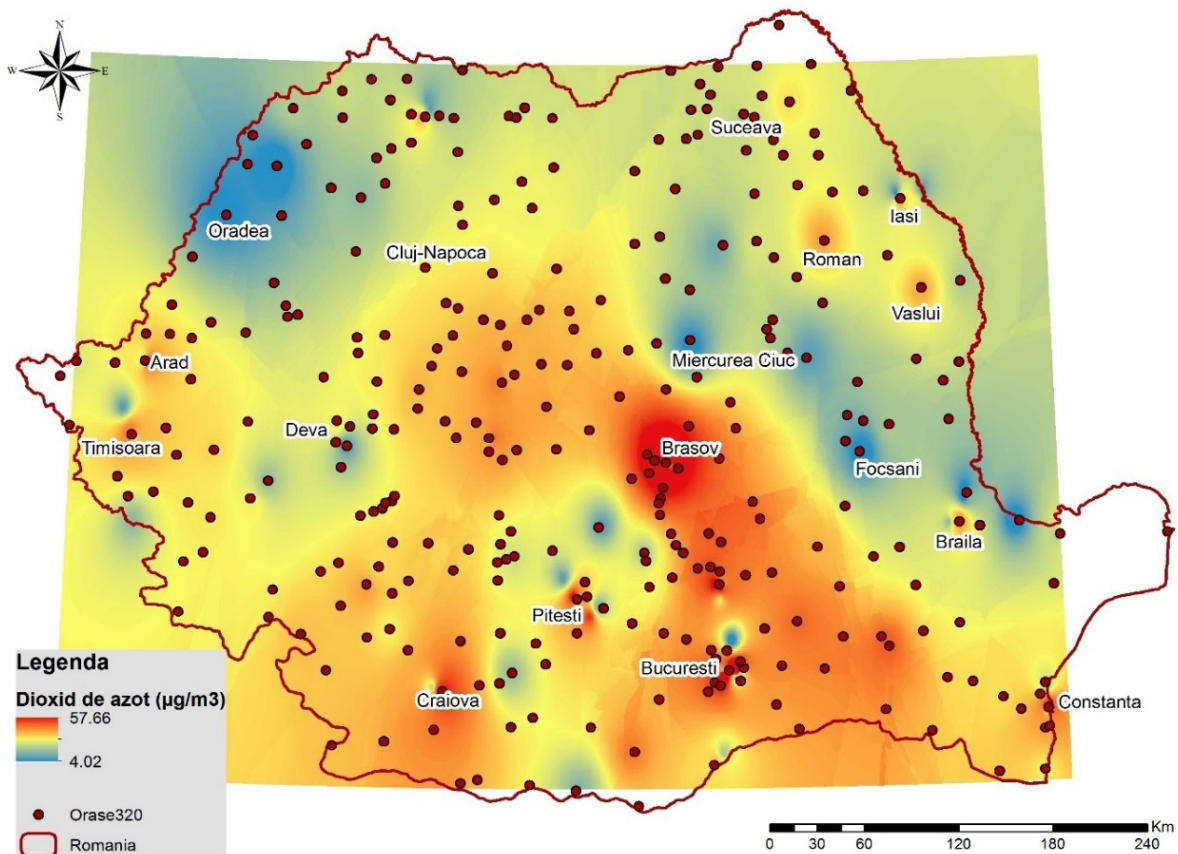 N
W E
S
Suceava
Iasi
Oradea
Roman
Cluj-Napoca
Vaslui
Arad
Miercurea Ciuc
Timisoara
Deva
Brasov
Focsani
Braila
Pitesti
Bucuresti
Craiova
Constanta
Legenda
Dioxid de azot (µg/m3)
57.66
4.02
Orase320
Romania
Km
0 15 30 60 120 180 240